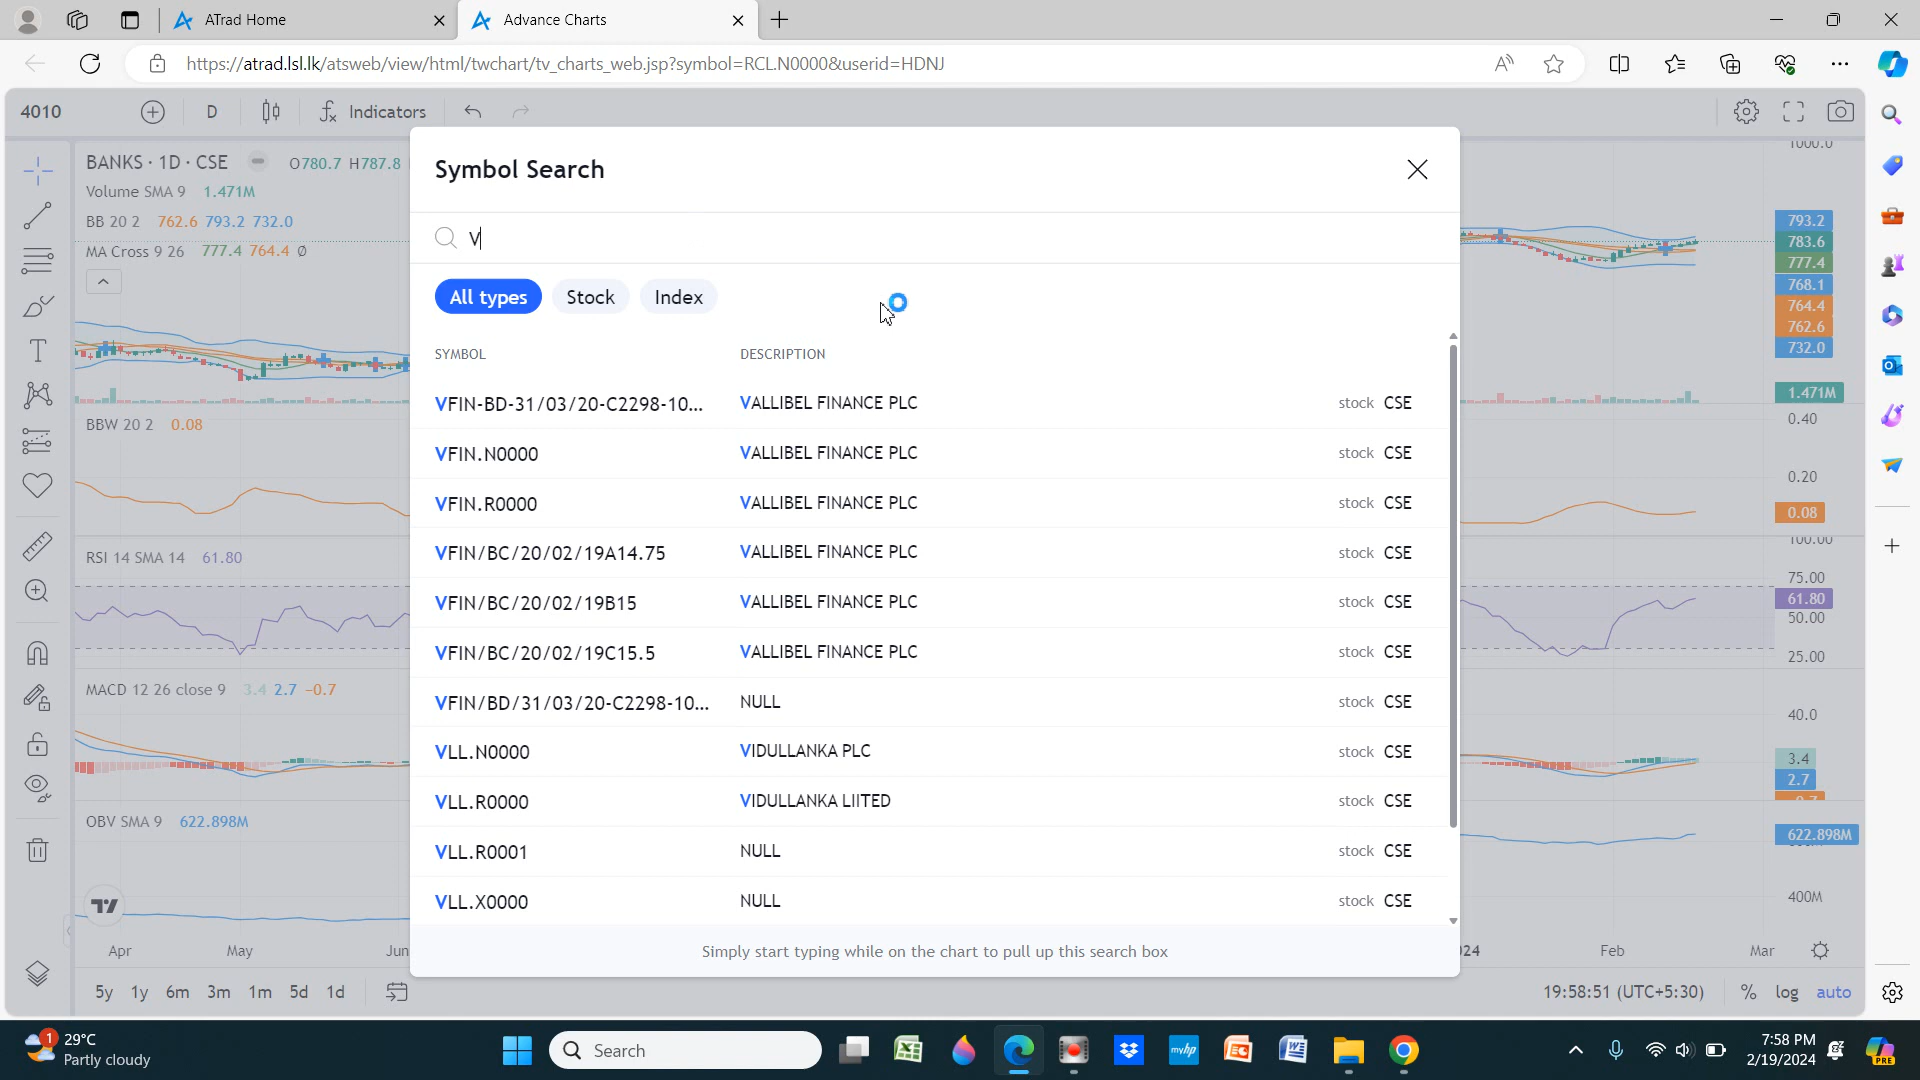 ATrad Home
Advance Charts
https://atrad.lsl.lk/atsweb/view/html/twchart/tv_charts_web.jsp?symbol=RCL.N0000&userid=HDNJ
4010 D Indicators
BANKS · 1D · CSE O780.7 H787.8
Volume SMA 9 1.471M
BB 20 2 762.6 793.2 732.0
MA Cross 9 26 777.4 764.4 Ø
BBW 20 2 0.08
RSI 14 SMA 14 61.80
MACD 12 26 close 9 3.4 2.7 -0.7
OBV SMA 9 622.898M
Apr May Jun
Symbol Search
V
All types Stock Index
SYMBOL DESCRIPTION
VFIN-BD-31/03/20-C2298-10... VALLIBEL FINANCE PLC stock CSE
VFIN.N0000 VALLIBEL FINANCE PLC stock CSE
VFIN.R0000 VALLIBEL FINANCE PLC stock CSE
VFIN/BC/20/02/19A14.75 VALLIBEL FINANCE PLC stock CSE
VFIN/BC/20/02/19B15 VALLIBEL FINANCE PLC stock CSE
VFIN/BC/20/02/19C15.5 VALLIBEL FINANCE PLC stock CSE
VFIN/BD/31/03/20-C2298-10... NULL stock CSE
VLL.N0000 VIDULLANKA PLC stock CSE
VLL.R0000 VIDULLANKA LIITED stock CSE
VLL.R0001 NULL stock CSE
VLL.X0000 NULL stock CSE
Simply start typing while on the chart to pull up this search box
1000.0
793.2
783.6
777.4
768.1
764.4
762.6
732.0
1.471M
0.40
0.20
0.08
100.00
75.00
61.80
50.00
25.00
40.0
3.4
2.7
-0.7
622.898M
400M
24 Feb Mar
5y 1y 6m 3m 1m 5d 1d
19:58:51 (UTC+5:30) % log auto
1
29°C
Partly cloudy
Search
myhp
7:58 PM
2/19/2024
PRE